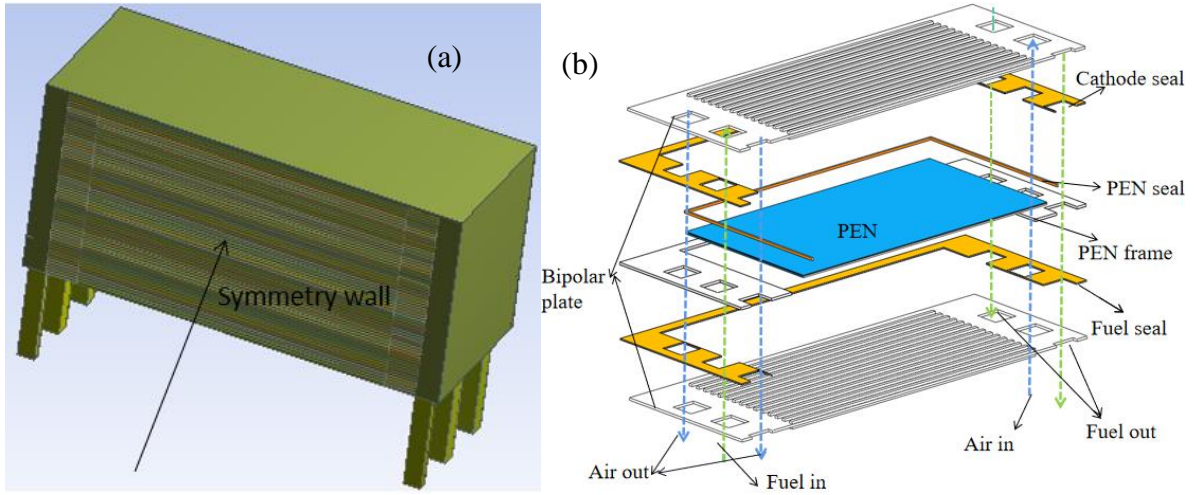 (a)
Symmetry wall
(b)
Cathode seal
PEN seal
PEN
PEN frame
Bipolar
plate
Fuel seal
Fuel out
Air in
Air out
Fuel in